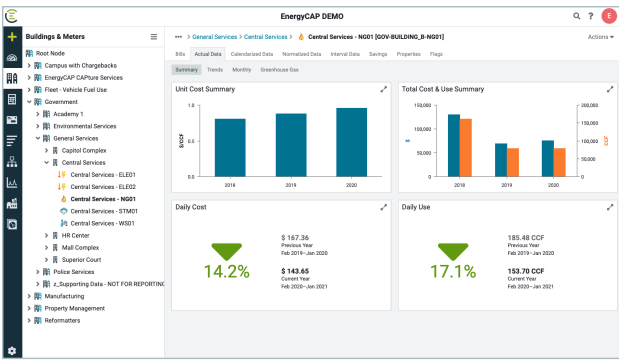 EnergyCAP DEMO
?
E
Buildings & Meters
Root Node
Campus with Chargebacks
EnergyCAP CAPture Services
Fleet - Vehicle Fuel Use
Government
Academy 1
Environmental Services
General Services
Capitol Complex
Central Services
Central Services - ELE01
Central Services - ELE02
Central Services - NG01
Central Services - STM01
Central Services - WS01
HR Center
Mall Complex
Superior Court
Police Services
z_Supporting Data - NOT FOR REPORTING
Manufacturing
Property Management
Reformatters
••• > General Services > Central Services > Central Services - NG01 [GOV-BUILDING_B-NG01]
Actions
Bills Actual Data Calendarized Data Normalized Data Interval Data Savings Properties Flags
Summary Trends Monthly Greenhouse Gas
Unit Cost Summary
$/CCF
1.0
0.5
0.0
2018 2019 2020
Total Cost & Use Summary
$
150,000
100,000
50,000
0
200,000
150,000
100,000
50,000
0
CCF
2018 2019 2020
Daily Cost
14.2%
$ 167.36
Previous Year
Feb 2019–Jan 2020
$ 143.65
Current Year
Feb 2020–Jan 2021
Daily Use
17.1%
185.48 CCF
Previous Year
Feb 2019–Jan 2020
153.70 CCF
Current Year
Feb 2020–Jan 2021